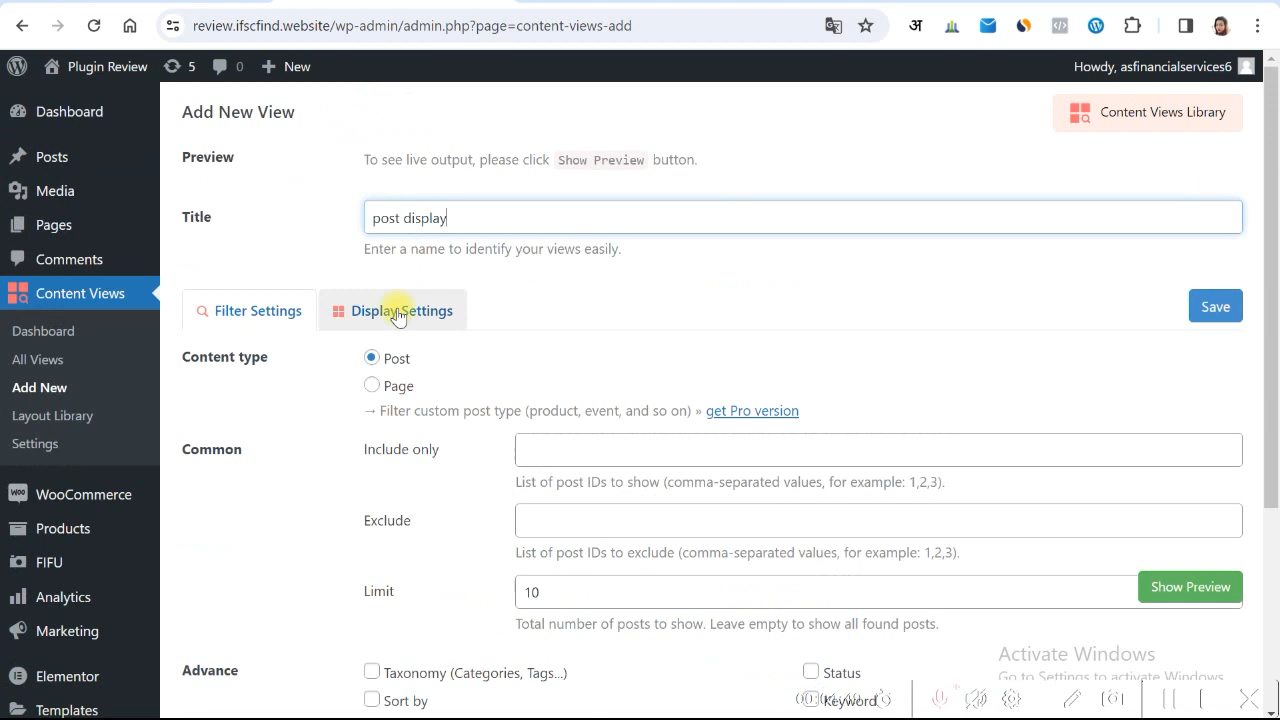 review.ifscfind.website/wp-admin/admin.php?page=content-views-add
अ
Plugin Review 5 0 New Howdy, asfinancialservices6
Dashboard
Posts
Media
Pages
Comments
Content Views
Dashboard
All Views
Add New
Layout Library
Settings
WooCommerce
Products
FIFU
Analytics
Marketing
Elementor
Templates
Add New View
Content Views Library
Preview To see live output, please click Show Preview button.
Title post display
Enter a name to identify your views easily.
Filter Settings Display Settings Save
Content type Post
Page
→ Filter custom post type (product, event, and so on) » get Pro version
Common Include only
List of post IDs to show (comma-separated values, for example: 1,2,3).
Exclude
List of post IDs to exclude (comma-separated values, for example: 1,2,3).
Limit 10 Show Preview
Total number of posts to show. Leave empty to show all found posts.
Advance Taxonomy (Categories, Tags...) Status
Sort by Keyword
Activate Windows
Go to Settings to activate Windows.